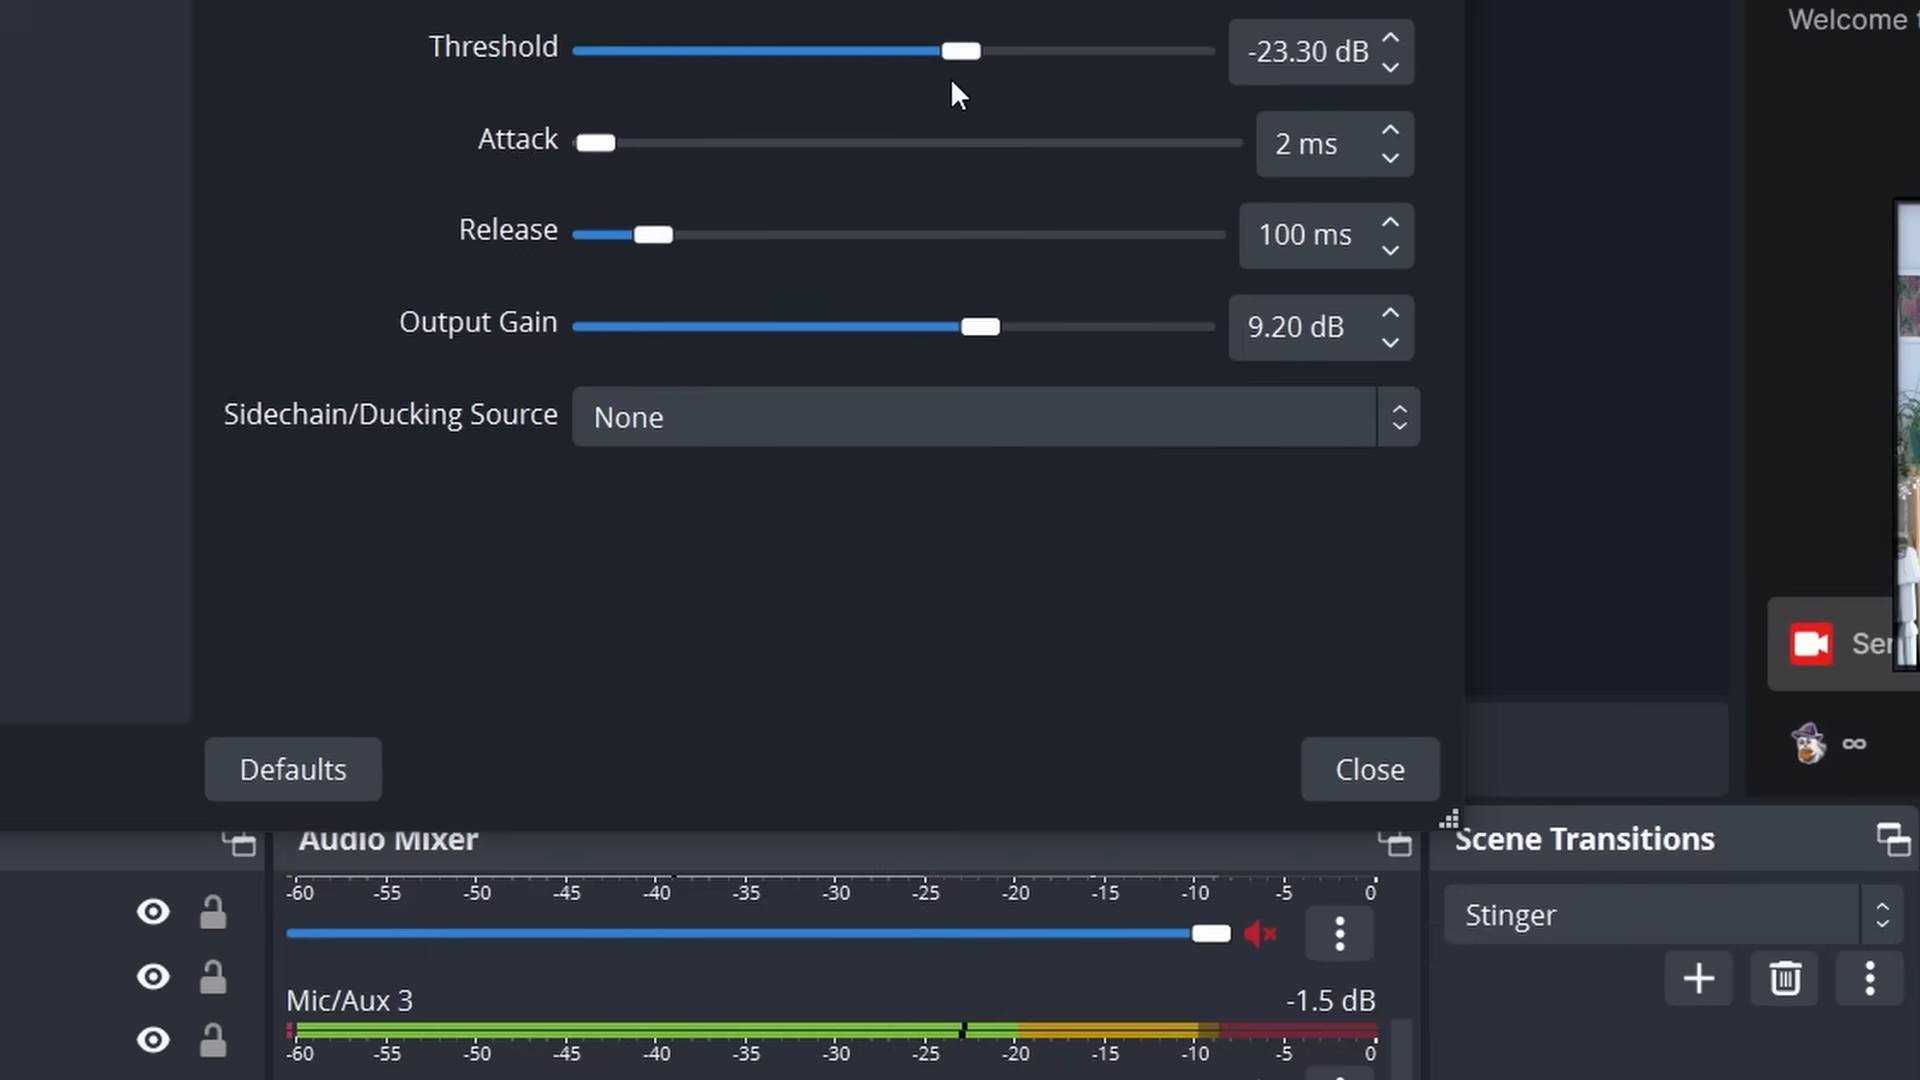 Welcome t
Threshold -23.30 dB
Attack 2 ms
Release 100 ms
Output Gain 9.20 dB
Sidechain/Ducking Source None
Ser
∞
Defaults Close
Audio Mixer
Scene Transitions
-60 -55 -50 -45 -40 -35 -30 -25 -20 -15 -10 -5 0
Stinger
Mic/Aux 3 -1.5 dB
-60 -55 -50 -45 -40 -35 -30 -25 -20 -15 -10 -5 0